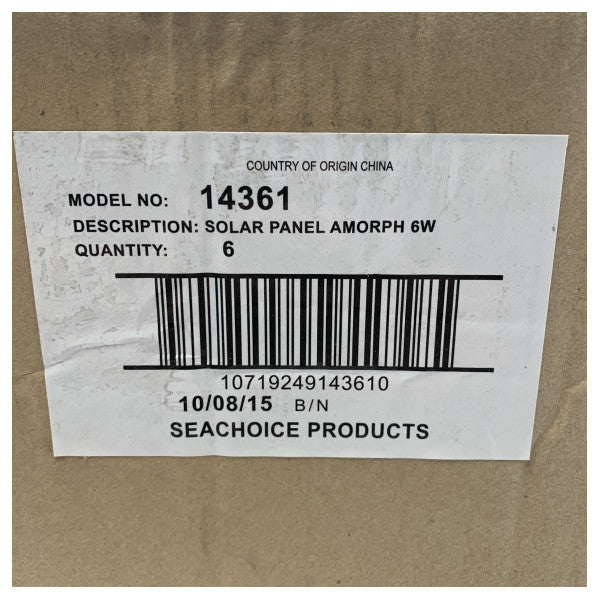 COUNTRY OF ORIGIN CHINA
MODEL NO: 14361
DESCRIPTION: SOLAR PANEL AMORPH 6W
QUANTITY: 6
10719249143610
10/08/15 B/N
SEACHOICE PRODUCTS